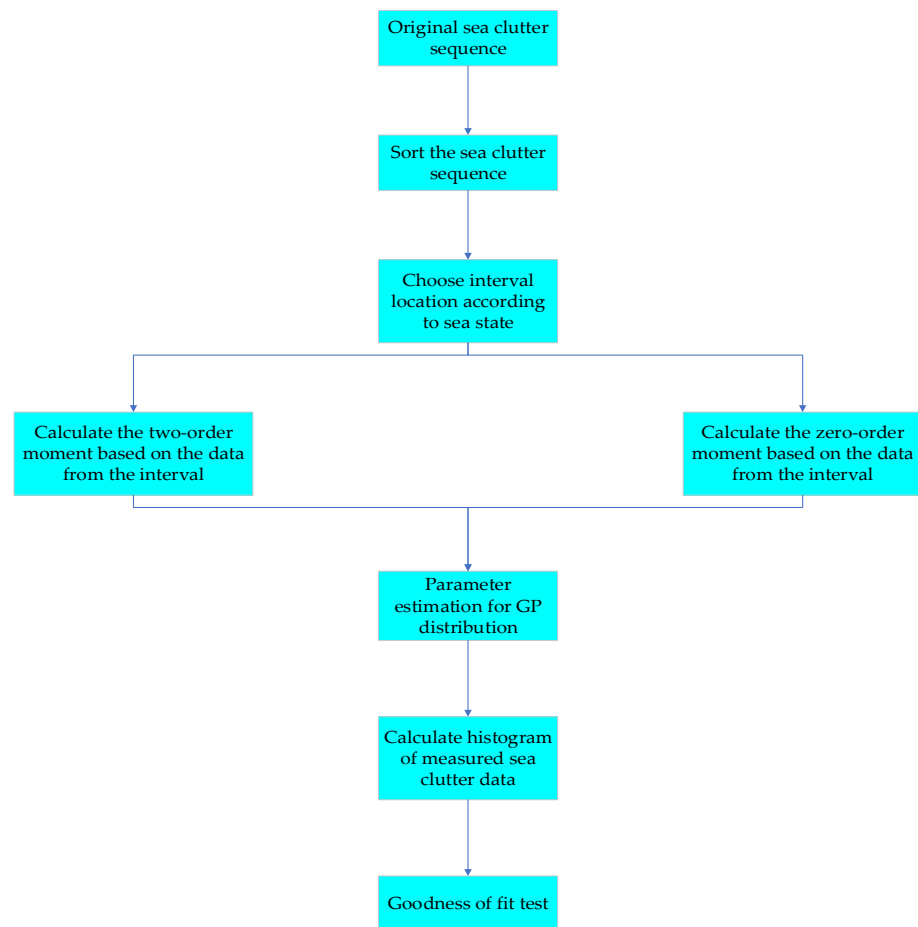 Original sea clutter
sequence
Sort the sea clutter
sequence
Choose interval
location according
to sea state
Calculate the two-order
moment based on the data
from the interval
Calculate the zero-order
moment based on the data
from the interval
Parameter
estimation for GP
distribution
Calculate histogram
of measured sea
clutter data
Goodness of fit test